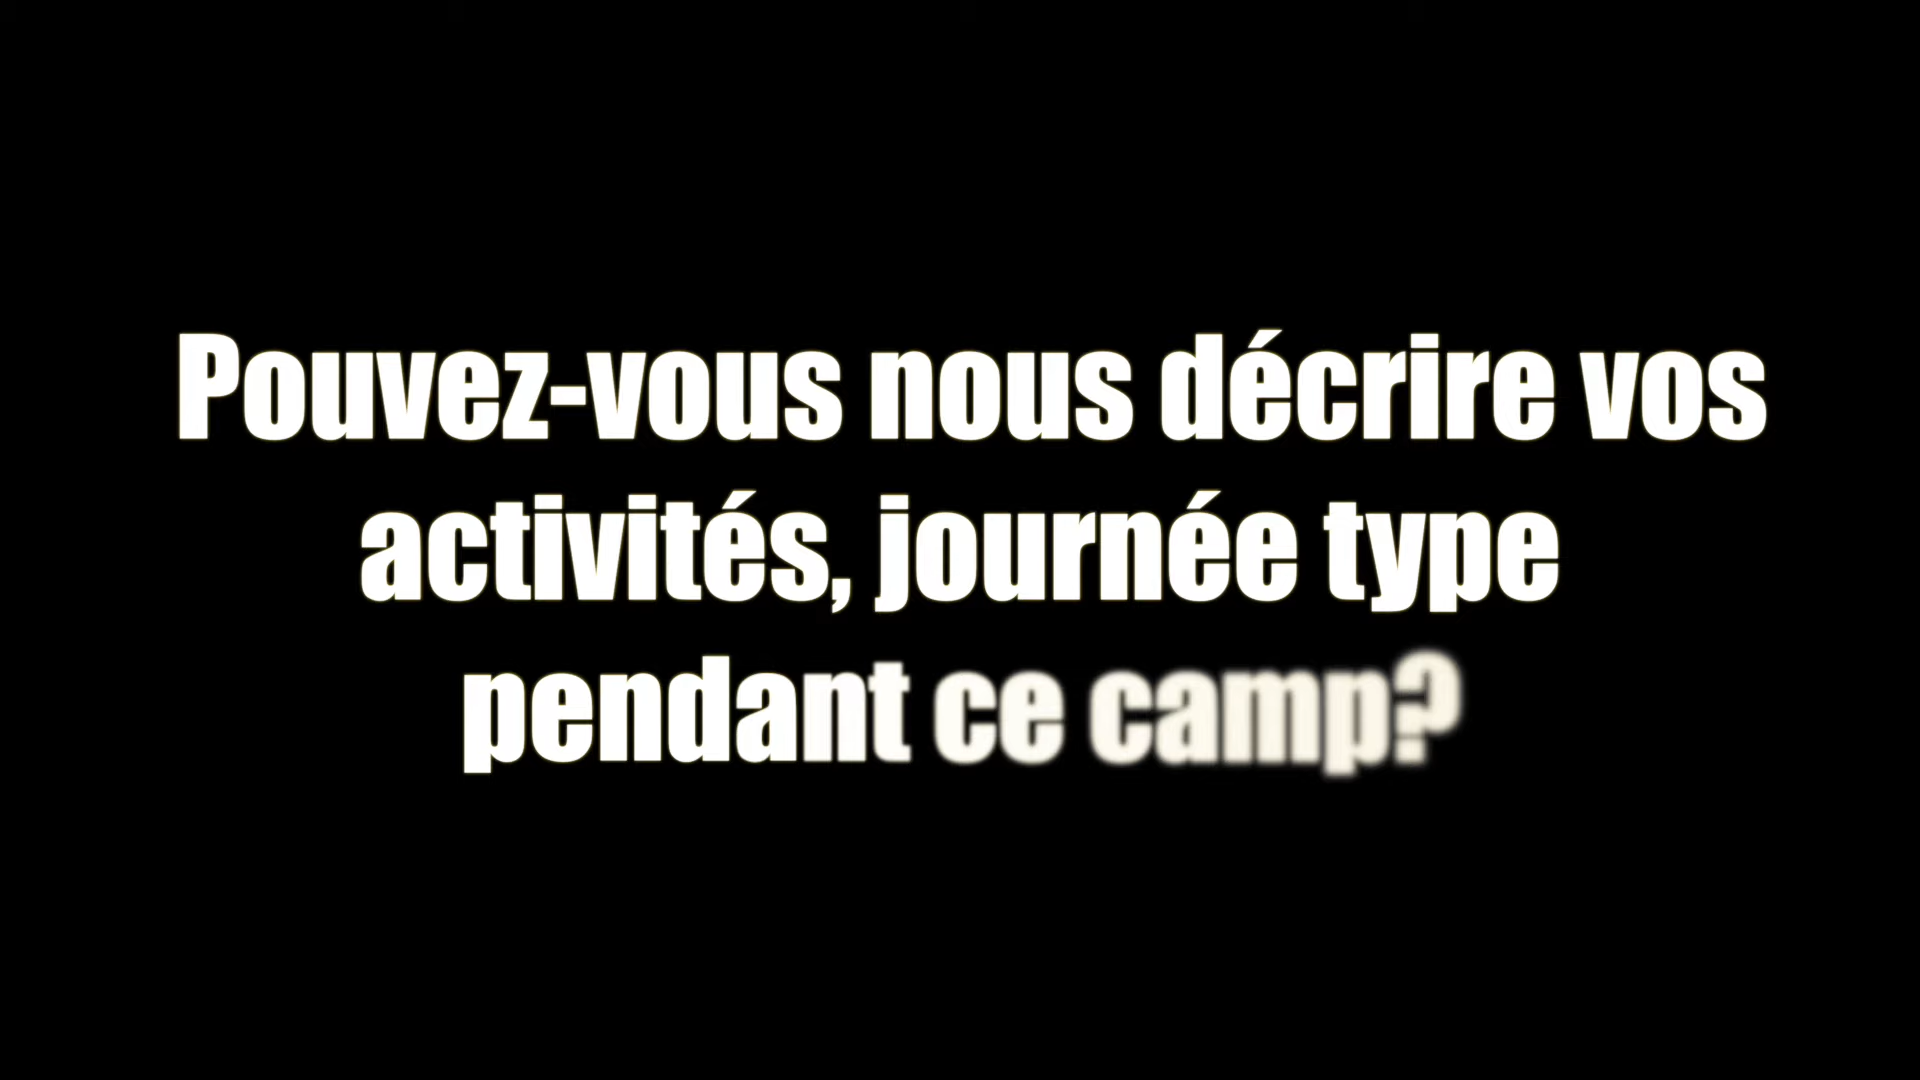 Pouvez-vous nous décrire vos
activités, journée type
pendant ce camp?